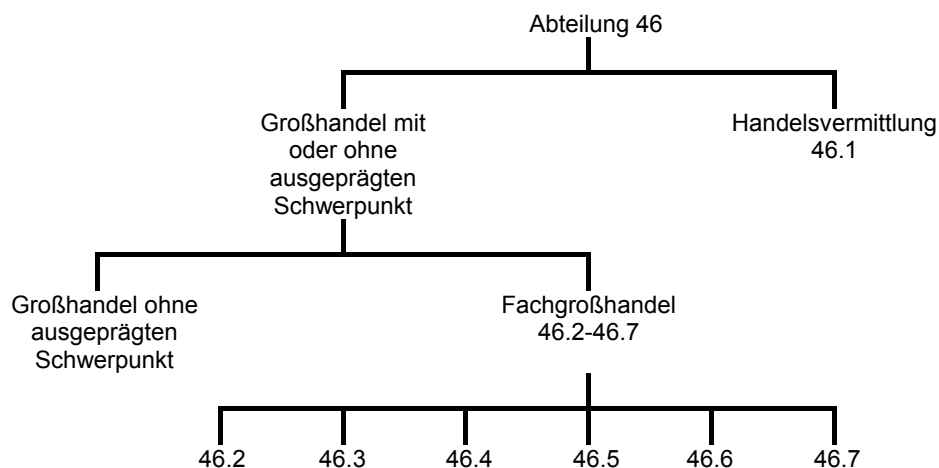 Abteilung 46
Großhandel mit
oder ohne
ausgeprägten
Schwerpunkt
Handelsvermittlung
46.1
Großhandel ohne
ausgeprägten
Schwerpunkt
Fachgroßhandel
46.2-46.7
46.2
46.3
46.4
46.5
46.6
46.7